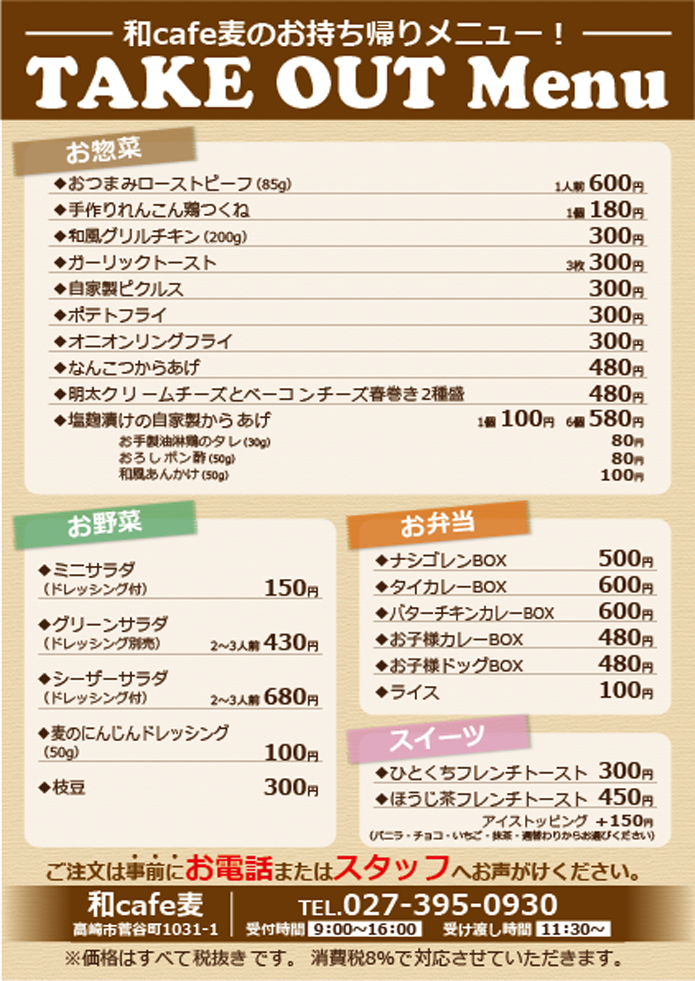 和cafe麦のお持ち帰りメニュー！
TAKE OUT Menu
お惣菜
◆おつまみローストビーフ(85g) 1人前 600円
◆手作りれんこん鶏つくね 1個 180円
◆和風グリルチキン(200g) 300円
◆ガーリックトースト 3枚 300円
◆自家製ピクルス 300円
◆ポテトフライ 300円
◆オニオンリングフライ 300円
◆なんこつからあげ 480円
◆明太クリームチーズとベーコンチーズ春巻き2種盛 480円
◆塩麹漬けの自家製からあげ 1個 100円 6個 580円
お手製油淋鶏のタレ(30g) 80円
おろしポン酢(50g) 80円
和風あんかけ(50g) 100円
お野菜
◆ミニサラダ
(ドレッシング付) 150円
◆グリーンサラダ
(ドレッシング別売) 2〜3人前 430円
◆シーザーサラダ
(ドレッシング付) 2〜3人前 680円
◆麦のにんじんドレッシング
(50g) 100円
◆枝豆 300円
お弁当
◆ナシゴレンBOX 500円
◆タイカレーBOX 600円
◆バターチキンカレーBOX 600円
◆お子様カレーBOX 480円
◆お子様ドッグBOX 480円
◆ライス 100円
スイーツ
◆ひとくちフレンチトースト 300円
◆ほうじ茶フレンチトースト 450円
アイストッピング +150円
(バニラ・チョコ・いちご・抹茶・週替わりからお選びください)
ご注文は事前にお電話またはスタッフへお声がけください。
和cafe麦
高崎市菅谷町1031-1
TEL.027-395-0930
受付時間 9:00〜16:00 受け渡し時間 11:30〜
※価格はすべて税抜きです。 消費税8%で対応させていただきます。